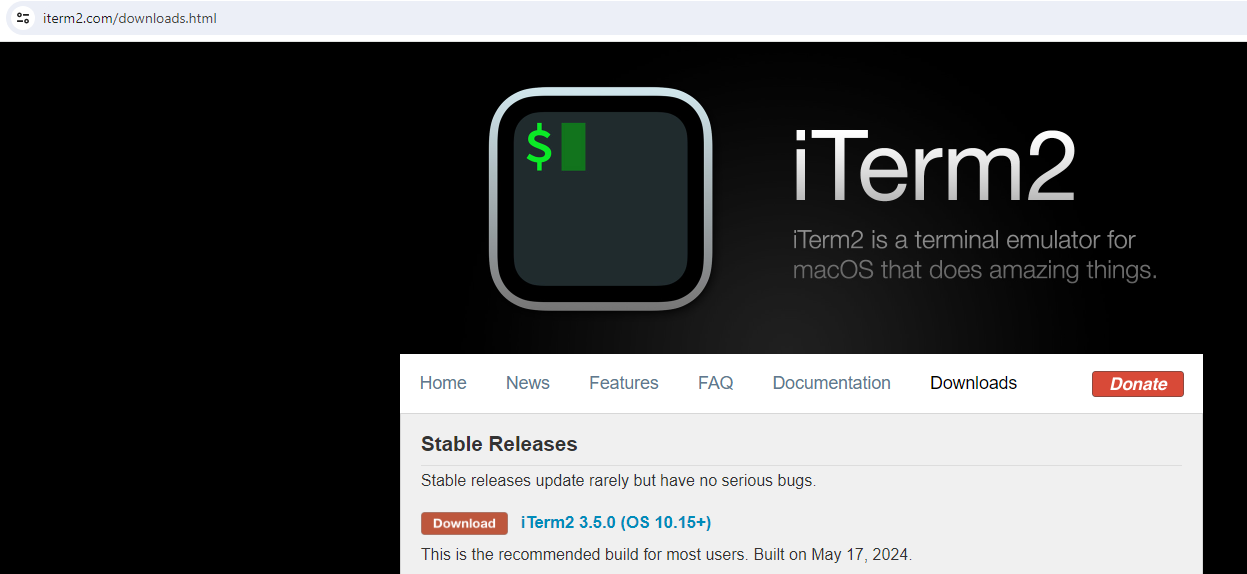 iterm2.com/downloads.html
$
iTerm2
iTerm2 is a terminal emulator for
macOS that does amazing things.
Home News Features FAQ Documentation Downloads Donate
Stable Releases
Stable releases update rarely but have no serious bugs.
Download iTerm2 3.5.0 (OS 10.15+)
This is the recommended build for most users. Built on May 17, 2024.